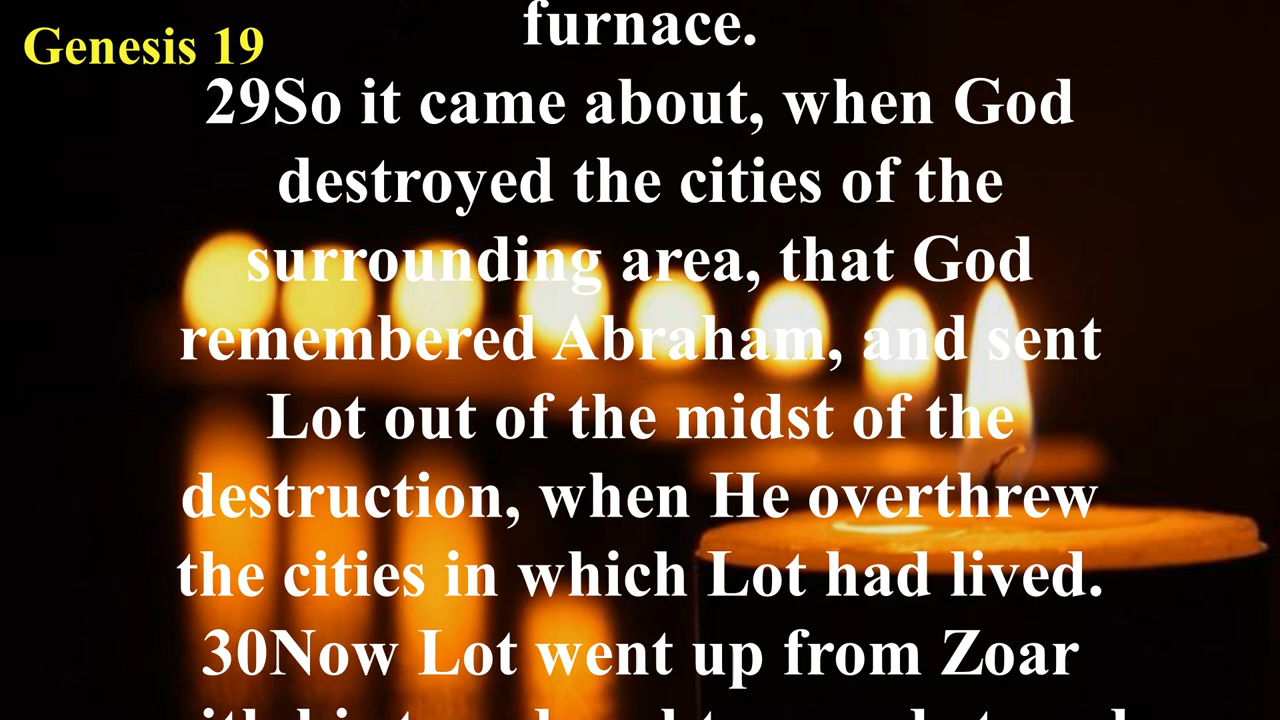 Genesis 19
furnace.
29So it came about, when God
destroyed the cities of the
surrounding area, that God
remembered Abraham, and sent
Lot out of the midst of the
destruction, when He overthrew
the cities in which Lot had lived.
30Now Lot went up from Zoar